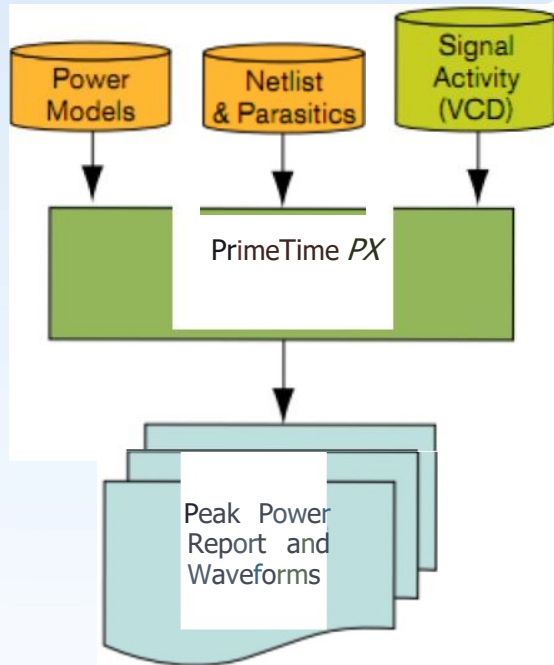 Power
Models
Netlist
& Parasitics
Signal
Activity
(VCD)
PrimeTime PX
Peak Power
Report and
Waveforms